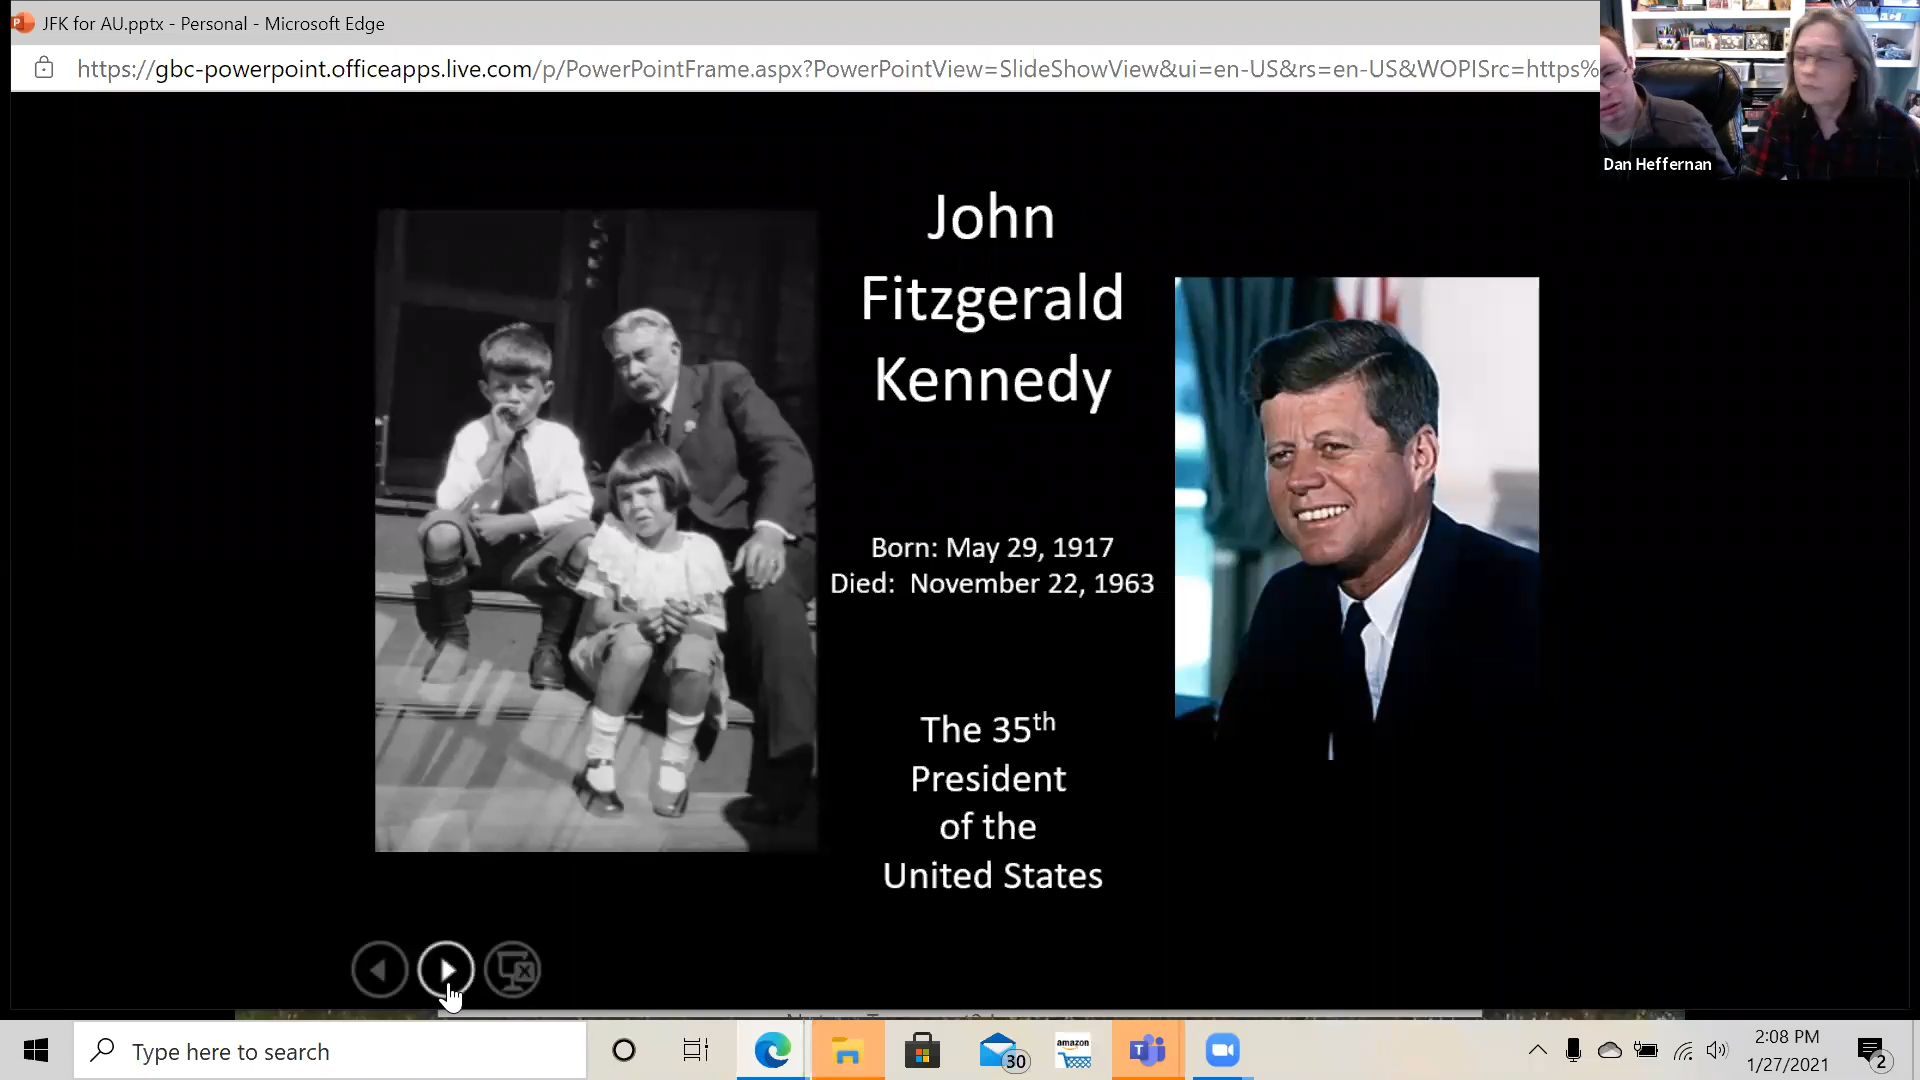 JFK for AU.pptx - Personal - Microsoft Edge
https://gbc-powerpoint.officeapps.live.com/p/PowerPointFrame.aspx?PowerPointView=SlideShowView&ui=en-US&rs=en-US&WOPISrc=https%
Dan Heffernan
John
Fitzgerald
Kennedy
Born: May 29, 1917
Died: November 22, 1963
The 35th
President
of the
United States
Type here to search
30
amazon
2:08 PM
1/27/2021
2